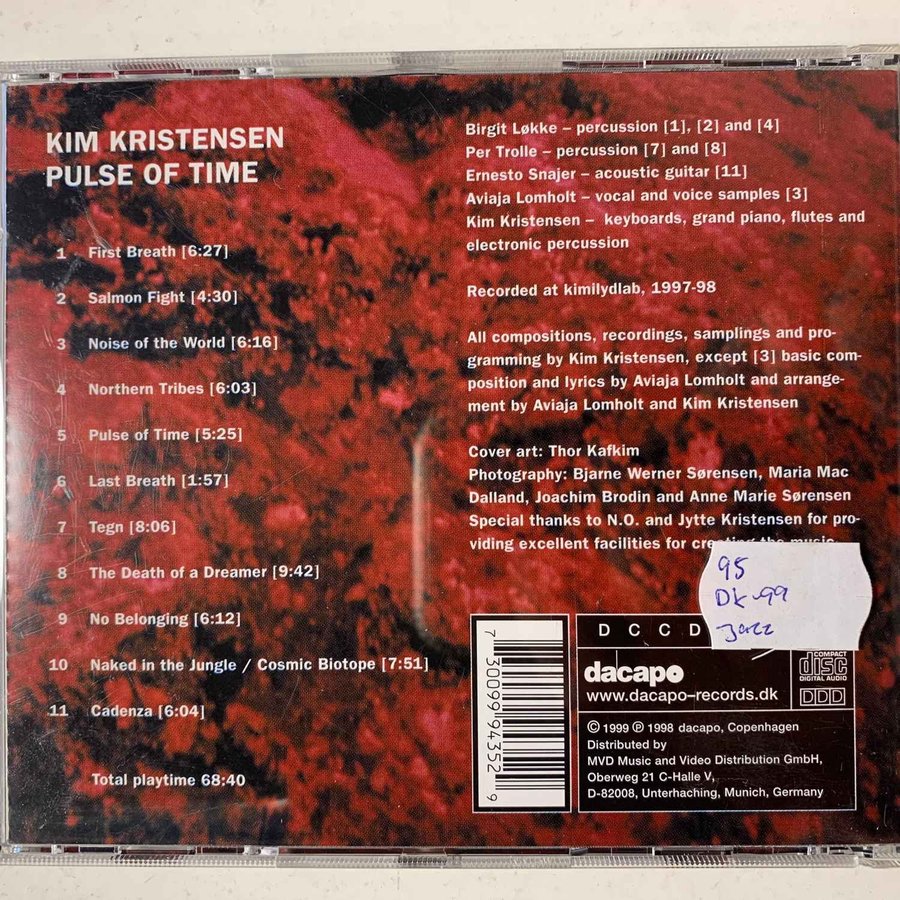 KIM KRISTENSEN
PULSE OF TIME
1 First Breath [6:27]
2 Salmon Fight [4:30]
3 Noise of the World [6:16]
4 Northern Tribes [6:03]
5 Pulse of Time [5:25]
6 Last Breath [1:57]
7 Tegn [8:06]
8 The Death of a Dreamer [9:42]
9 No Belonging [6:12]
10 Naked in the Jungle / Cosmic Biotope [7:51]
11 Cadenza [6:04]
Total playtime 68:40
Birgit Løkke – percussion [1], [2] and [4]
Per Trolle – percussion [7] and [8]
Ernesto Snajer – acoustic guitar [11]
Aviaja Lomholt – vocal and voice samples [3]
Kim Kristensen – keyboards, grand piano, flutes and
electronic percussion
Recorded at kimilydlab, 1997-98
All compositions, recordings, samplings and pro-
gramming by Kim Kristensen, except [3] basic com-
position and lyrics by Aviaja Lomholt and arrange-
ment by Aviaja Lomholt and Kim Kristensen
Cover art: Thor Kafkim
Photography: Bjarne Werner Sørensen, Maria Mac
Dalland, Joachim Brodin and Anne Marie Sørensen
Special thanks to N.O. and Jytte Kristensen for pro-
viding excellent facilities for creating the music
95
DK-99
Jazz
7 30099 94352 9
DCCD
dacapo
www.dacapo-records.dk
COMPACT
disc
DIGITAL AUDIO
DDD
© 1999 ℗ 1998 dacapo, Copenhagen
Distributed by
MVD Music and Video Distribution GmbH,
Oberweg 21 C-Halle V,
D-82008, Unterhaching, Munich, Germany